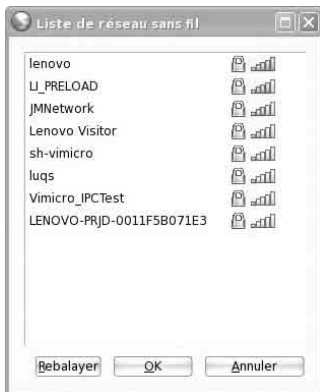 Liste de réseau sans fil
lenovo
LI_PRELOAD
JMNetwork
Lenovo Visitor
sh-vimicro
luqs
Vimicro_IPCTest
LENOVO-PRJD-0011F5B071E3
Rebalayer OK Annuler